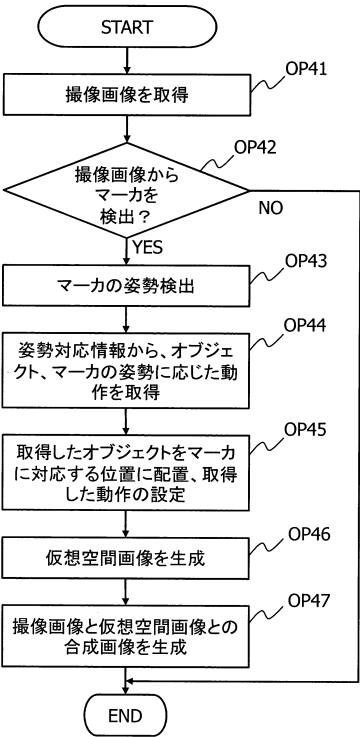 START
OP41
撮像画像を取得
OP42
撮像画像から
マーカを
検出？
NO
YES
OP43
マーカの姿勢検出
OP44
姿勢対応情報から、オブジェ
クト、マーカの姿勢に応じた動
作を取得
OP45
取得したオブジェクトをマーカ
に対応する位置に配置、取得
した動作の設定
OP46
仮想空間画像を生成
OP47
撮像画像と仮想空間画像との
合成画像を生成
END